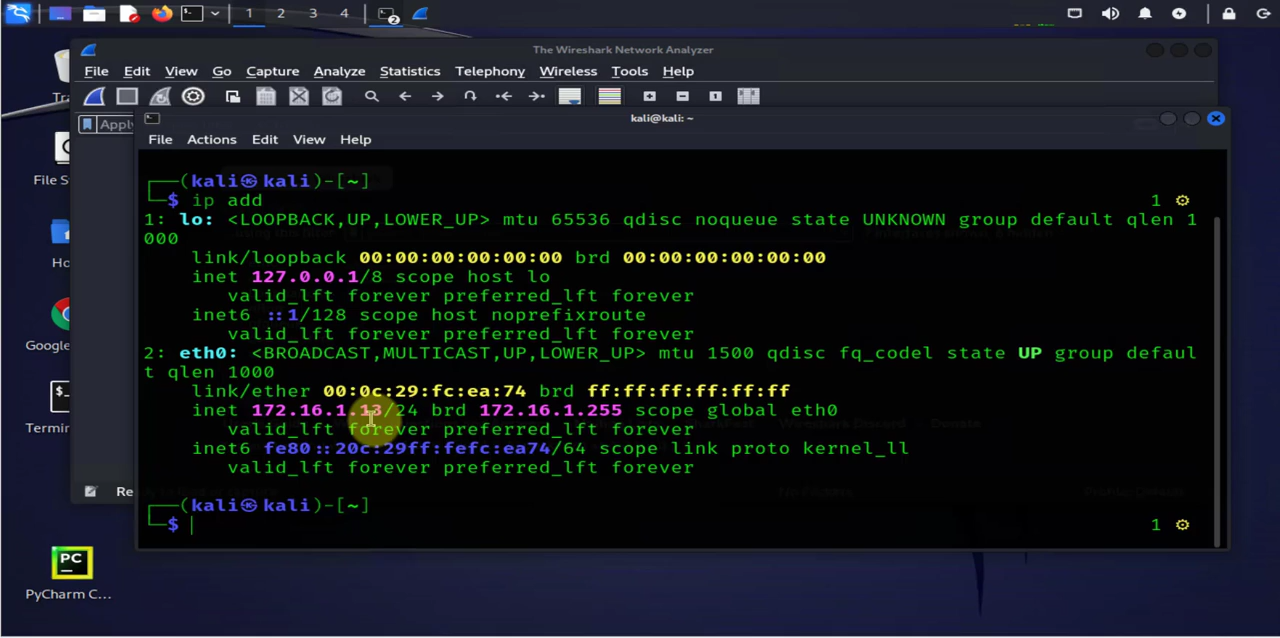 1 2 3 4 2
The Wireshark Network Analyzer
File Edit View Go Capture Analyze Statistics Telephony Wireless Tools Help
Apply
kali@kali: ~
File Actions Edit View Help
┌──(kali㉿kali)-[~]
└─$ ip add 1
1: lo: <LOOPBACK,UP,LOWER_UP> mtu 65536 qdisc noqueue state UNKNOWN group default qlen 1
000
link/loopback 00:00:00:00:00:00 brd 00:00:00:00:00:00
inet 127.0.0.1/8 scope host lo
valid_lft forever preferred_lft forever
inet6 ::1/128 scope host noprefixroute
valid_lft forever preferred_lft forever
2: eth0: <BROADCAST,MULTICAST,UP,LOWER_UP> mtu 1500 qdisc fq_codel state UP group defaul
t qlen 1000
link/ether 00:0c:29:fc:ea:74 brd ff:ff:ff:ff:ff:ff
inet 172.16.1.13/24 brd 172.16.1.255 scope global eth0
valid_lft forever preferred_lft forever
inet6 fe80::20c:29ff:fefc:ea74/64 scope link proto kernel_ll
valid_lft forever preferred_lft forever
┌──(kali㉿kali)-[~]
└─$ 1
Tr
File S
Ho
Google
$_
Termin
Re
PC
PyCharm C...